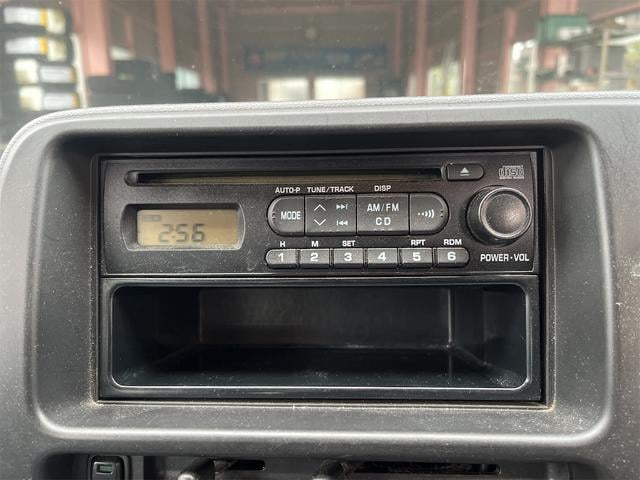 AUTO-P TUNE/TRACK DISP
disc
MODE AM/FM
CD
2:56
H M SET RPT RDM
1 2 3 4 5 6
POWER-VOL